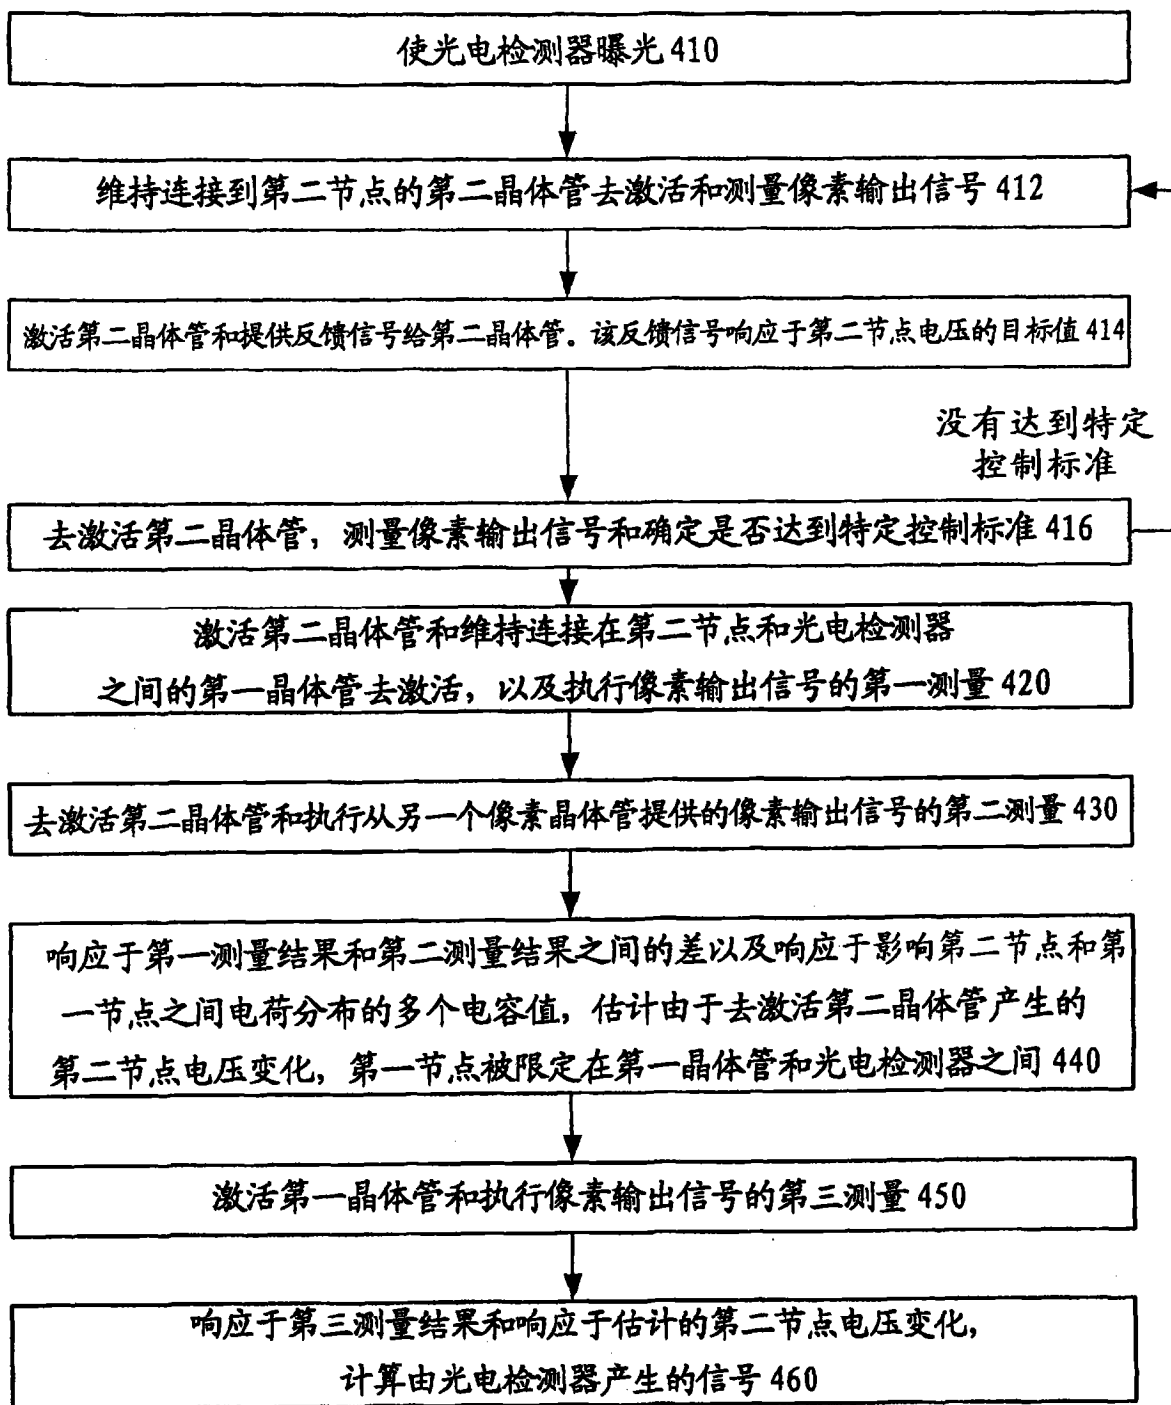 使光电检测器曝光 410
维持连接到第二节点的第二晶体管去激活和测量像素输出信号 412
激活第二晶体管和提供反馈信号给第二晶体管。该反馈信号响应于第二节点电压的目标值 414
没有达到特定
控制标准
去激活第二晶体管，测量像素输出信号和确定是否达到特定控制标准 416
激活第二晶体管和维持连接在第二节点和光电检测器
之间的第一晶体管去激活，以及执行像素输出信号的第一测量 420
去激活第二晶体管和执行从另一个像素晶体管提供的像素输出信号的第二测量 430
响应于第一测量结果和第二测量结果之间的差以及响应于影响第二节点和第
一节点之间电荷分布的多个电容值，估计由于去激活第二晶体管产生的
第二节点电压变化，第一节点被限定在第一晶体管和光电检测器之间 440
激活第一晶体管和执行像素输出信号的第三测量 450
响应于第三测量结果和响应于估计的第二节点电压变化，
计算由光电检测器产生的信号 460